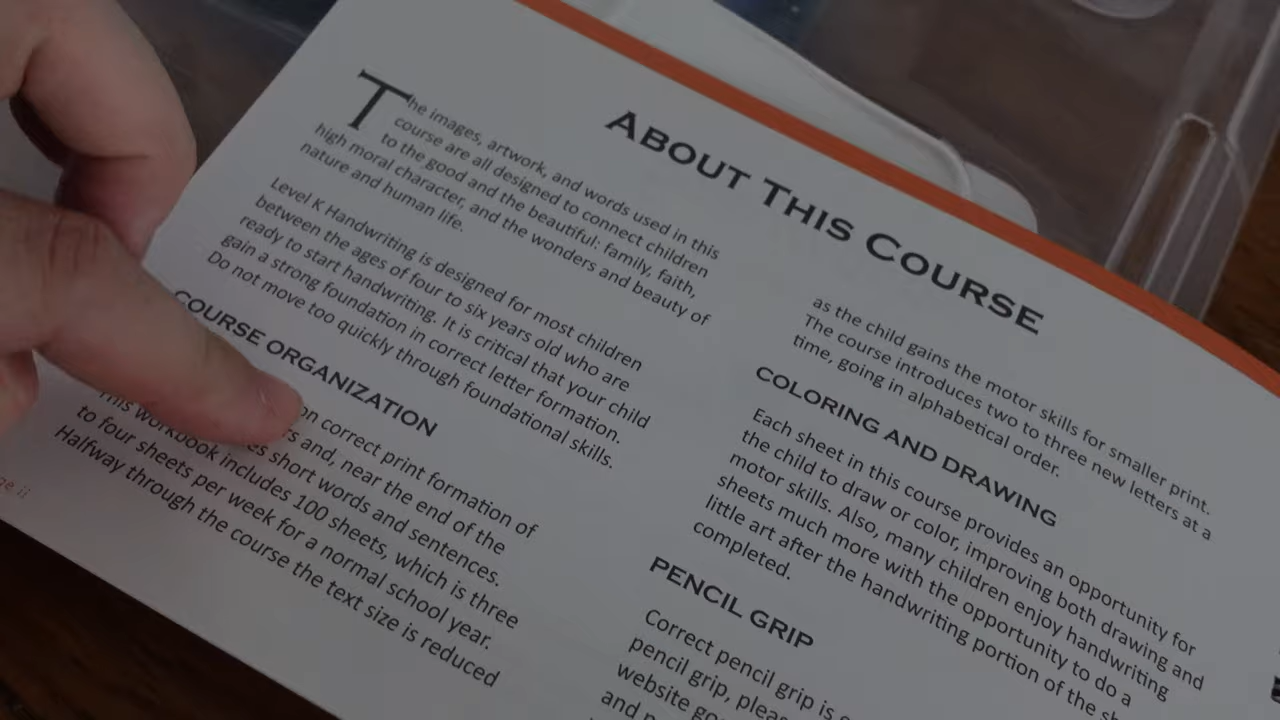 ABOUT THIS COURSE
The images, artwork, and words used in this
course are all designed to connect children
to the good and the beautiful: family, faith,
high moral character, and the wonders and beauty of
nature and human life.
Level K Handwriting is designed for most children
between the ages of four to six years old who are
ready to start handwriting. It is critical that your child
gain a strong foundation in correct letter formation.
Do not move too quickly through foundational skills.
COURSE ORGANIZATION
on correct print formation of
and, near the end of the
short words and sentences.
This workbook includes 100 sheets, which is three
to four sheets per week for a normal school year.
Halfway through the course the text size is reduced
as the child gains the motor skills for smaller print.
The course introduces two to three new letters at a
time, going in alphabetical order.
COLORING AND DRAWING
Each sheet in this course provides an opportunity for
the child to draw or color, improving both drawing and
motor skills. Also, many children enjoy handwriting
sheets much more with the opportunity to do a
little art after the handwriting portion of the
completed.
PENCIL GRIP
Correct pencil grip is
pencil grip,
website
and
ii